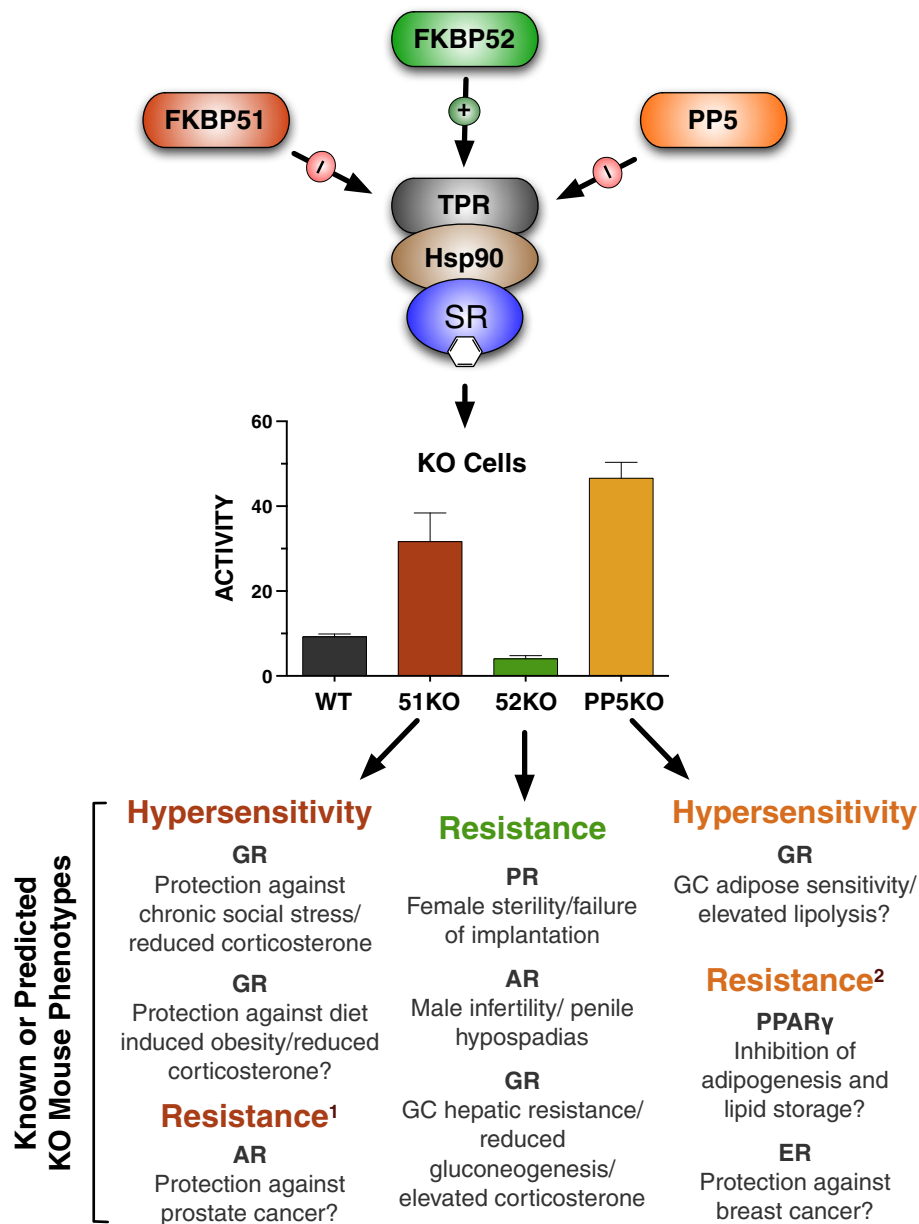 FKBP52
FKBP51
PP5
+
–
–
TPR
Hsp90
SR
KO Cells
ACTIVITY
60
40
20
0
WT
51KO
52KO
PP5KO
Known or Predicted
KO Mouse Phenotypes
Hypersensitivity
GR
Protection against
chronic social stress/
reduced corticosterone
GR
Protection against diet
induced obesity/reduced
corticosterone?
Resistance¹
AR
Protection against
prostate cancer?
Resistance
PR
Female sterility/failure
of implantation
AR
Male infertility/ penile
hypospadias
GR
GC hepatic resistance/
reduced
gluconeogenesis/
elevated corticosterone
Hypersensitivity
GR
GC adipose sensitivity/
elevated lipolysis?
Resistance²
PPARγ
Inhibition of
adipogenesis and
lipid storage?
ER
Protection against
breast cancer?